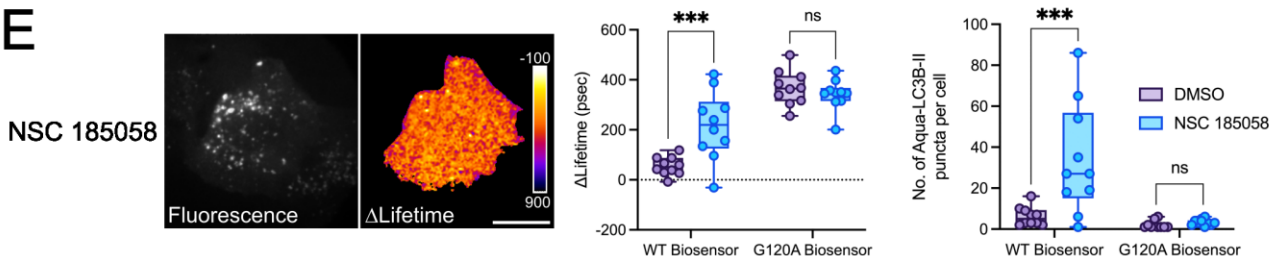 E
NSC 185058
Fluorescence
ΔLifetime
-100
900
ΔLifetime (psec)
600
400
200
0
-200
***
ns
WT Biosensor
G120A Biosensor
No. of Aqua-LC3B-II
puncta per cell
100
80
60
40
20
0
***
ns
WT Biosensor
G120A Biosensor
DMSO
NSC 185058